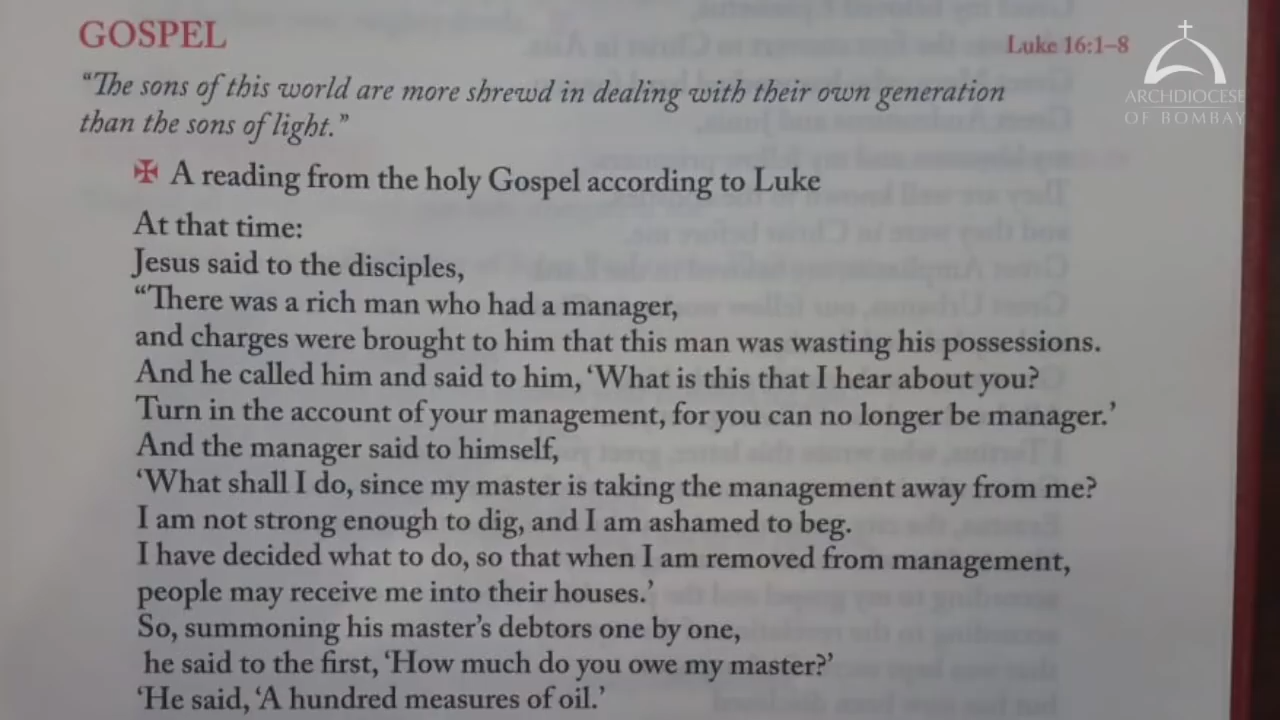 GOSPEL
Luke 16:1–8
ARCHDIOCESE
OF BOMBAY
“The sons of this world are more shrewd in dealing with their own generation
than the sons of light.”
✠ A reading from the holy Gospel according to Luke
At that time:
Jesus said to the disciples,
“There was a rich man who had a manager,
and charges were brought to him that this man was wasting his possessions.
And he called him and said to him, ‘What is this that I hear about you?
Turn in the account of your management, for you can no longer be manager.’
And the manager said to himself,
‘What shall I do, since my master is taking the management away from me?
I am not strong enough to dig, and I am ashamed to beg.
I have decided what to do, so that when I am removed from management,
people may receive me into their houses.’
So, summoning his master’s debtors one by one,
he said to the first, ‘How much do you owe my master?’
‘He said, ‘A hundred measures of oil.’